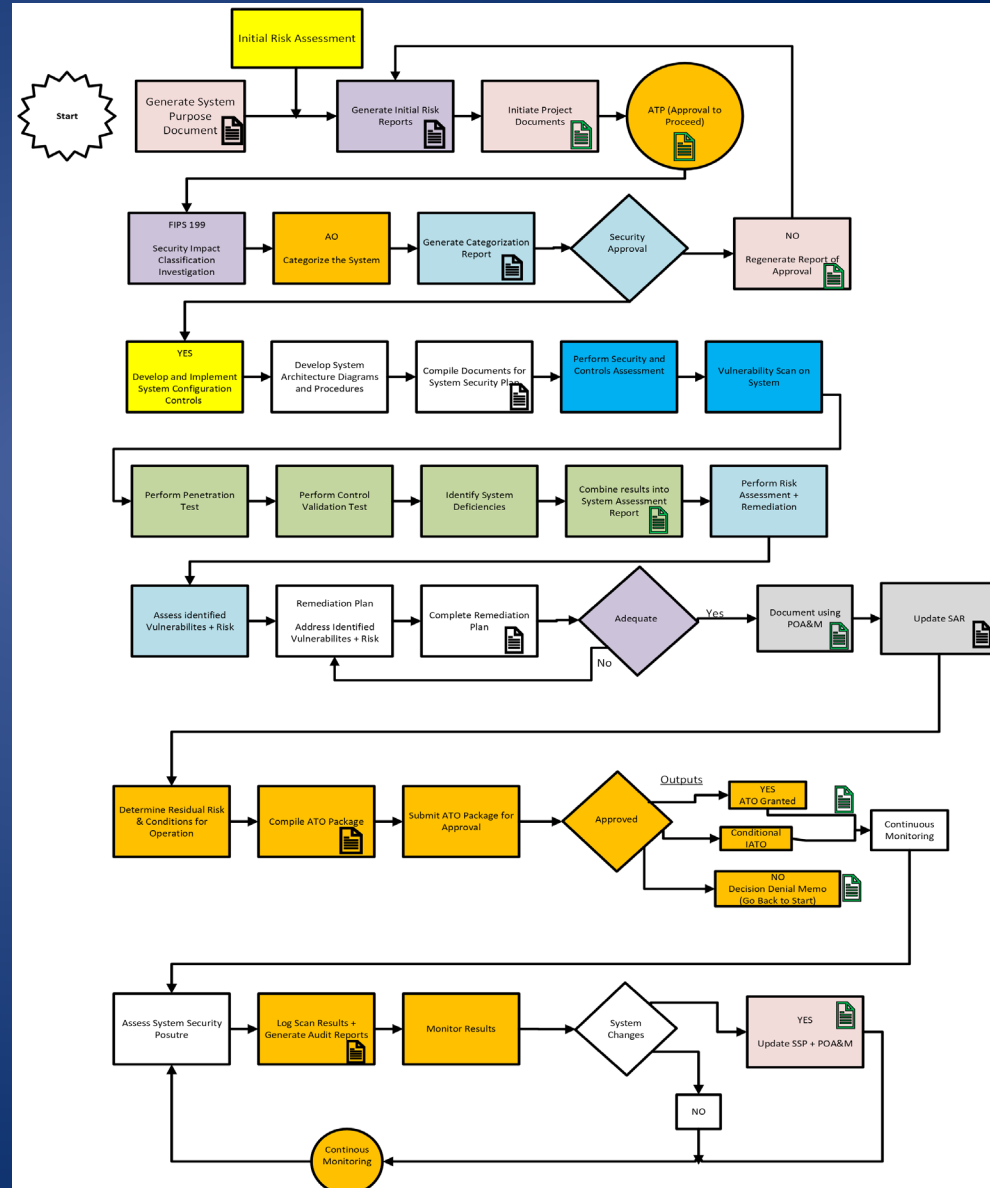 Initial Risk Assessment
Start
Generate System
Purpose
Document
Generate Initial Risk
Reports
Initiate Project
Documents
ATP (Approval to
Proceed)
FIPS 199
Security Impact
Classification
Investigation
AO
Categorize the System
Generate Categorization
Report
Security
Approval
NO
Regenerate Report of
Approval
YES
Develop and Implement
System Configuration
Controls
Develop System
Architecture Diagrams
and Procedures
Compile Documents for
System Security Plan
Perform Security and
Controls Assessment
Vulnerability Scan on
System
Perform Penetration
Test
Perform Control
Validation Test
Identify System
Deficiencies
Combine results into
System Assessment
Report
Perform Risk
Assessment +
Remediation
Assess identified
Vulnerabilites + Risk
Remediation Plan
Address Identified
Vulnerabilites + Risk
Complete Remediation
Plan
Adequate
Yes
No
Document using
POA&M
Update SAR
Determine Residual Risk
& Conditions for
Operation
Compile ATO Package
Submit ATO Package for
Approval
Approved
Outputs
YES
ATO Granted
Conditional
IATO
NO
Decision Denial Memo
(Go Back to Start)
Continuous
Monitoring
Assess System Security
Posutre
Log Scan Results +
Generate Audit Reports
Monitor Results
System
Changes
YES
Update SSP + POA&M
NO
Continous
Monitoring